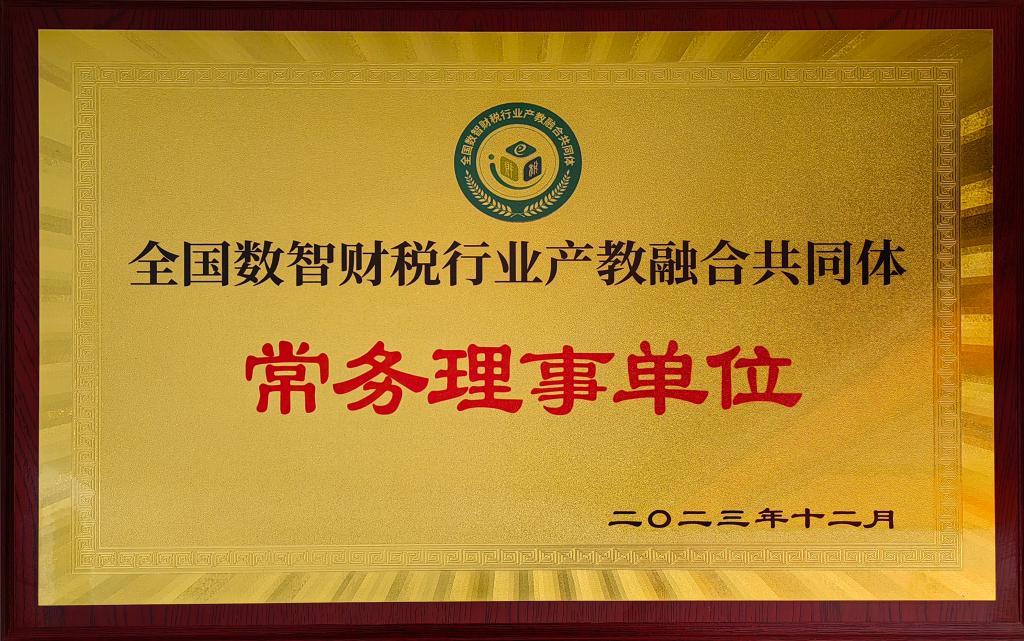 全国数智财税行业产教融合共同体
全国数智财税行业产教融合共同体
常务理事单位
二〇二三年十二月